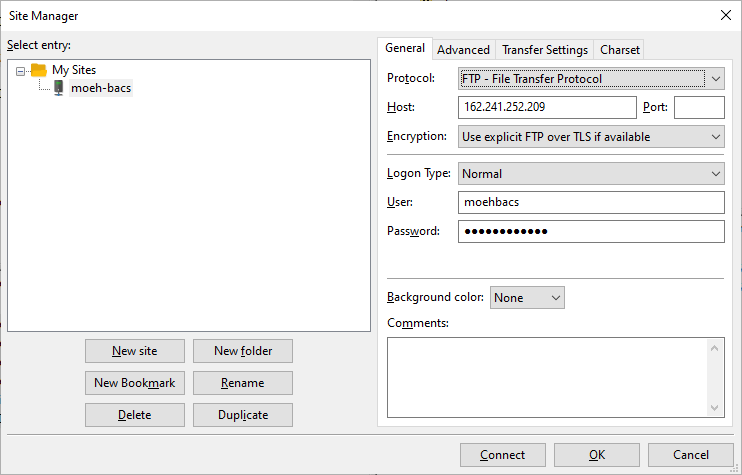 Site Manager
Select entry:
My Sites
moeh-bacs
New site
New folder
New Bookmark
Rename
Delete
Duplicate
General
Advanced
Transfer Settings
Charset
Protocol:
FTP - File Transfer Protocol
Host:
162.241.252.209
Port:
Encryption:
Use explicit FTP over TLS if available
Logon Type:
Normal
User:
moehbacs
Password:
●●●●●●●●●●●●
Background color:
None
Comments:
Connect
OK
Cancel